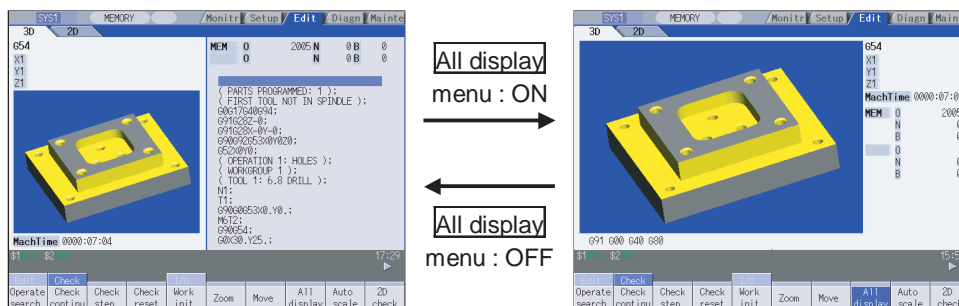 SYS1 MEMORY Monitr Setup Edit Diagn Mainte
3D 2D
G54
X1
Y1
Z1
MachTime 0000:07:04
MEM O 2005 N 0 B 0
O N 0 B 0
( PARTS PROGRAMMED: 1 );
( FIRST TOOL NOT IN SPINDLE );
G0G17G40G94;
G91G28Z-0;
G91G28X-0Y-0;
G90G92G53X0Y0Z0;
G52X0Y0;
( OPERATION 1: HOLES );
( WORKGROUP 1 );
( TOOL 1: 6.8 DRILL );
N1;
T1;
G90G0G53X0.Y0.;
M6T2;
G90G54;
G0X30.Y25.;
17:29
Edit Check I/O
Operate search
Check continu
Check step
Check reset
Work init
Zoom
Move
All display
Auto scale
2D check
All display
menu : ON
All display
menu : OFF
SYS1 MEMORY Monitr Setup Edit Diagn Main
3D 2D
G54
X1
Y1
Z1
MachTime 0000:07:0
MEM O 2005
N
B
O
N
B
G91 G00 G40 G80
15:5
Edit Check I/O
Operate search
Check continu
Check step
Check reset
Work init
Zoom
Move
All display
Auto scale
2D chec